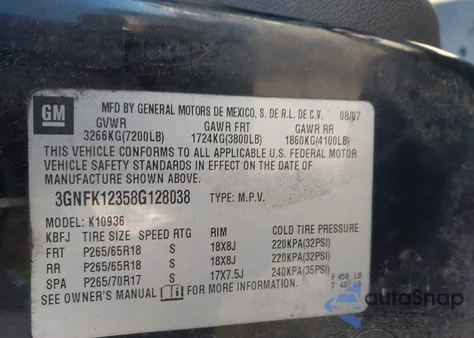 GM
MFD BY GENERAL MOTORS DE MEXICO, S. DE R.L. DE C.V. 08/07
GVWR GAWR FRT GAWR RR
3266KG(7200LB) 1724KG(3800LB) 1860KG(4100LB)
THIS VEHICLE CONFORMS TO ALL APPLICABLE U.S. FEDERAL MOTOR
VEHICLE SAFETY STANDARDS IN EFFECT ON THE DATE OF
MANUFACTURE SHOWN ABOVE.
3GNFK12358G128038 TYPE: M.P.V.
MODEL: K10936
KBFJ TIRE SIZE SPEED RTG RIM COLD TIRE PRESSURE
FRT P265/65R18 S 18X8J 220KPA(32PSI)
RR P265/65R18 S 18X8J 220KPA(32PSI)
SPA P265/70R17 S 17X7.5J 240KPA(35PSI)
SEE OWNER'S MANUAL FOR MORE INFORMATION.
autoSnap